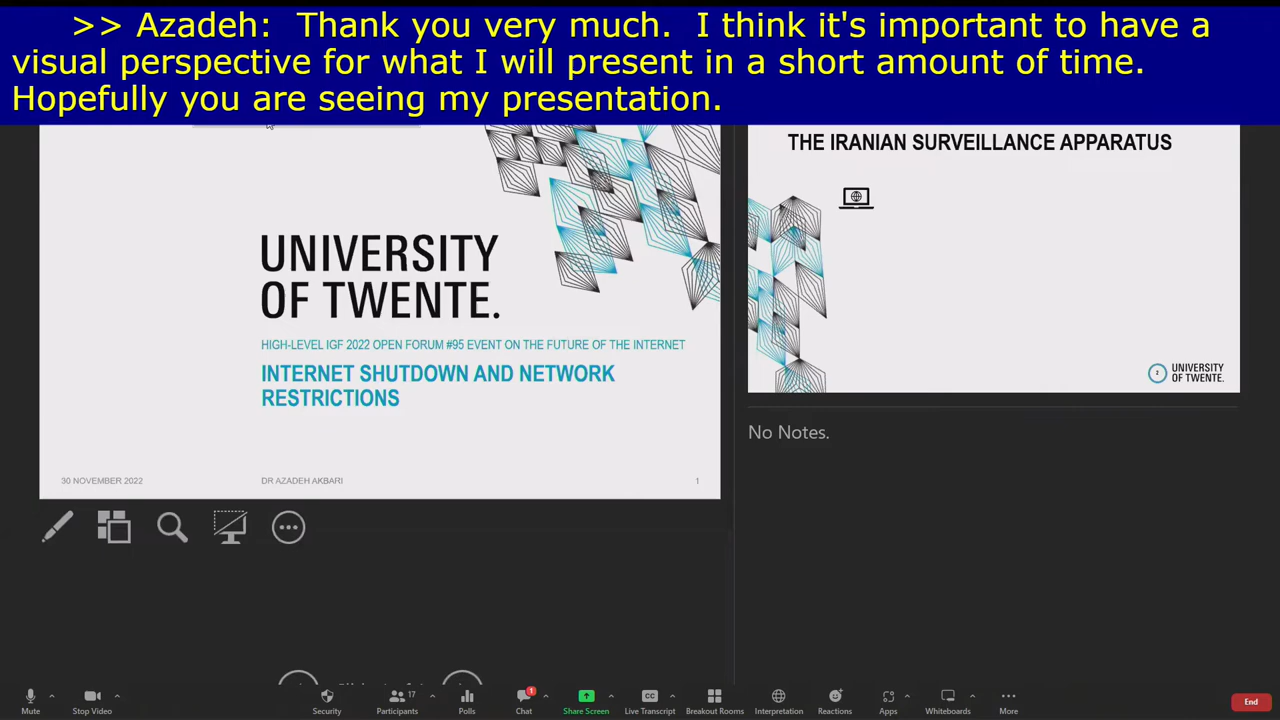 >> Azadeh: Thank you very much. I think it's important to have a
visual perspective for what I will present in a short amount of time.
Hopefully you are seeing my presentation.
THE IRANIAN SURVEILLANCE APPARATUS
UNIVERSITY
OF TWENTE.
HIGH-LEVEL IGF 2022 OPEN FORUM #95 EVENT ON THE FUTURE OF THE INTERNET
INTERNET SHUTDOWN AND NETWORK
RESTRICTIONS
30 NOVEMBER 2022 DR AZADEH AKBARI 1
2 UNIVERSITY
OF TWENTE.
No Notes.
Mute
Stop Video
Security
17
Participants
Polls
1
Chat
Share Screen
CC
Live Transcript
Breakout Rooms
Interpretation
Reactions
Apps
Whiteboards
More
End